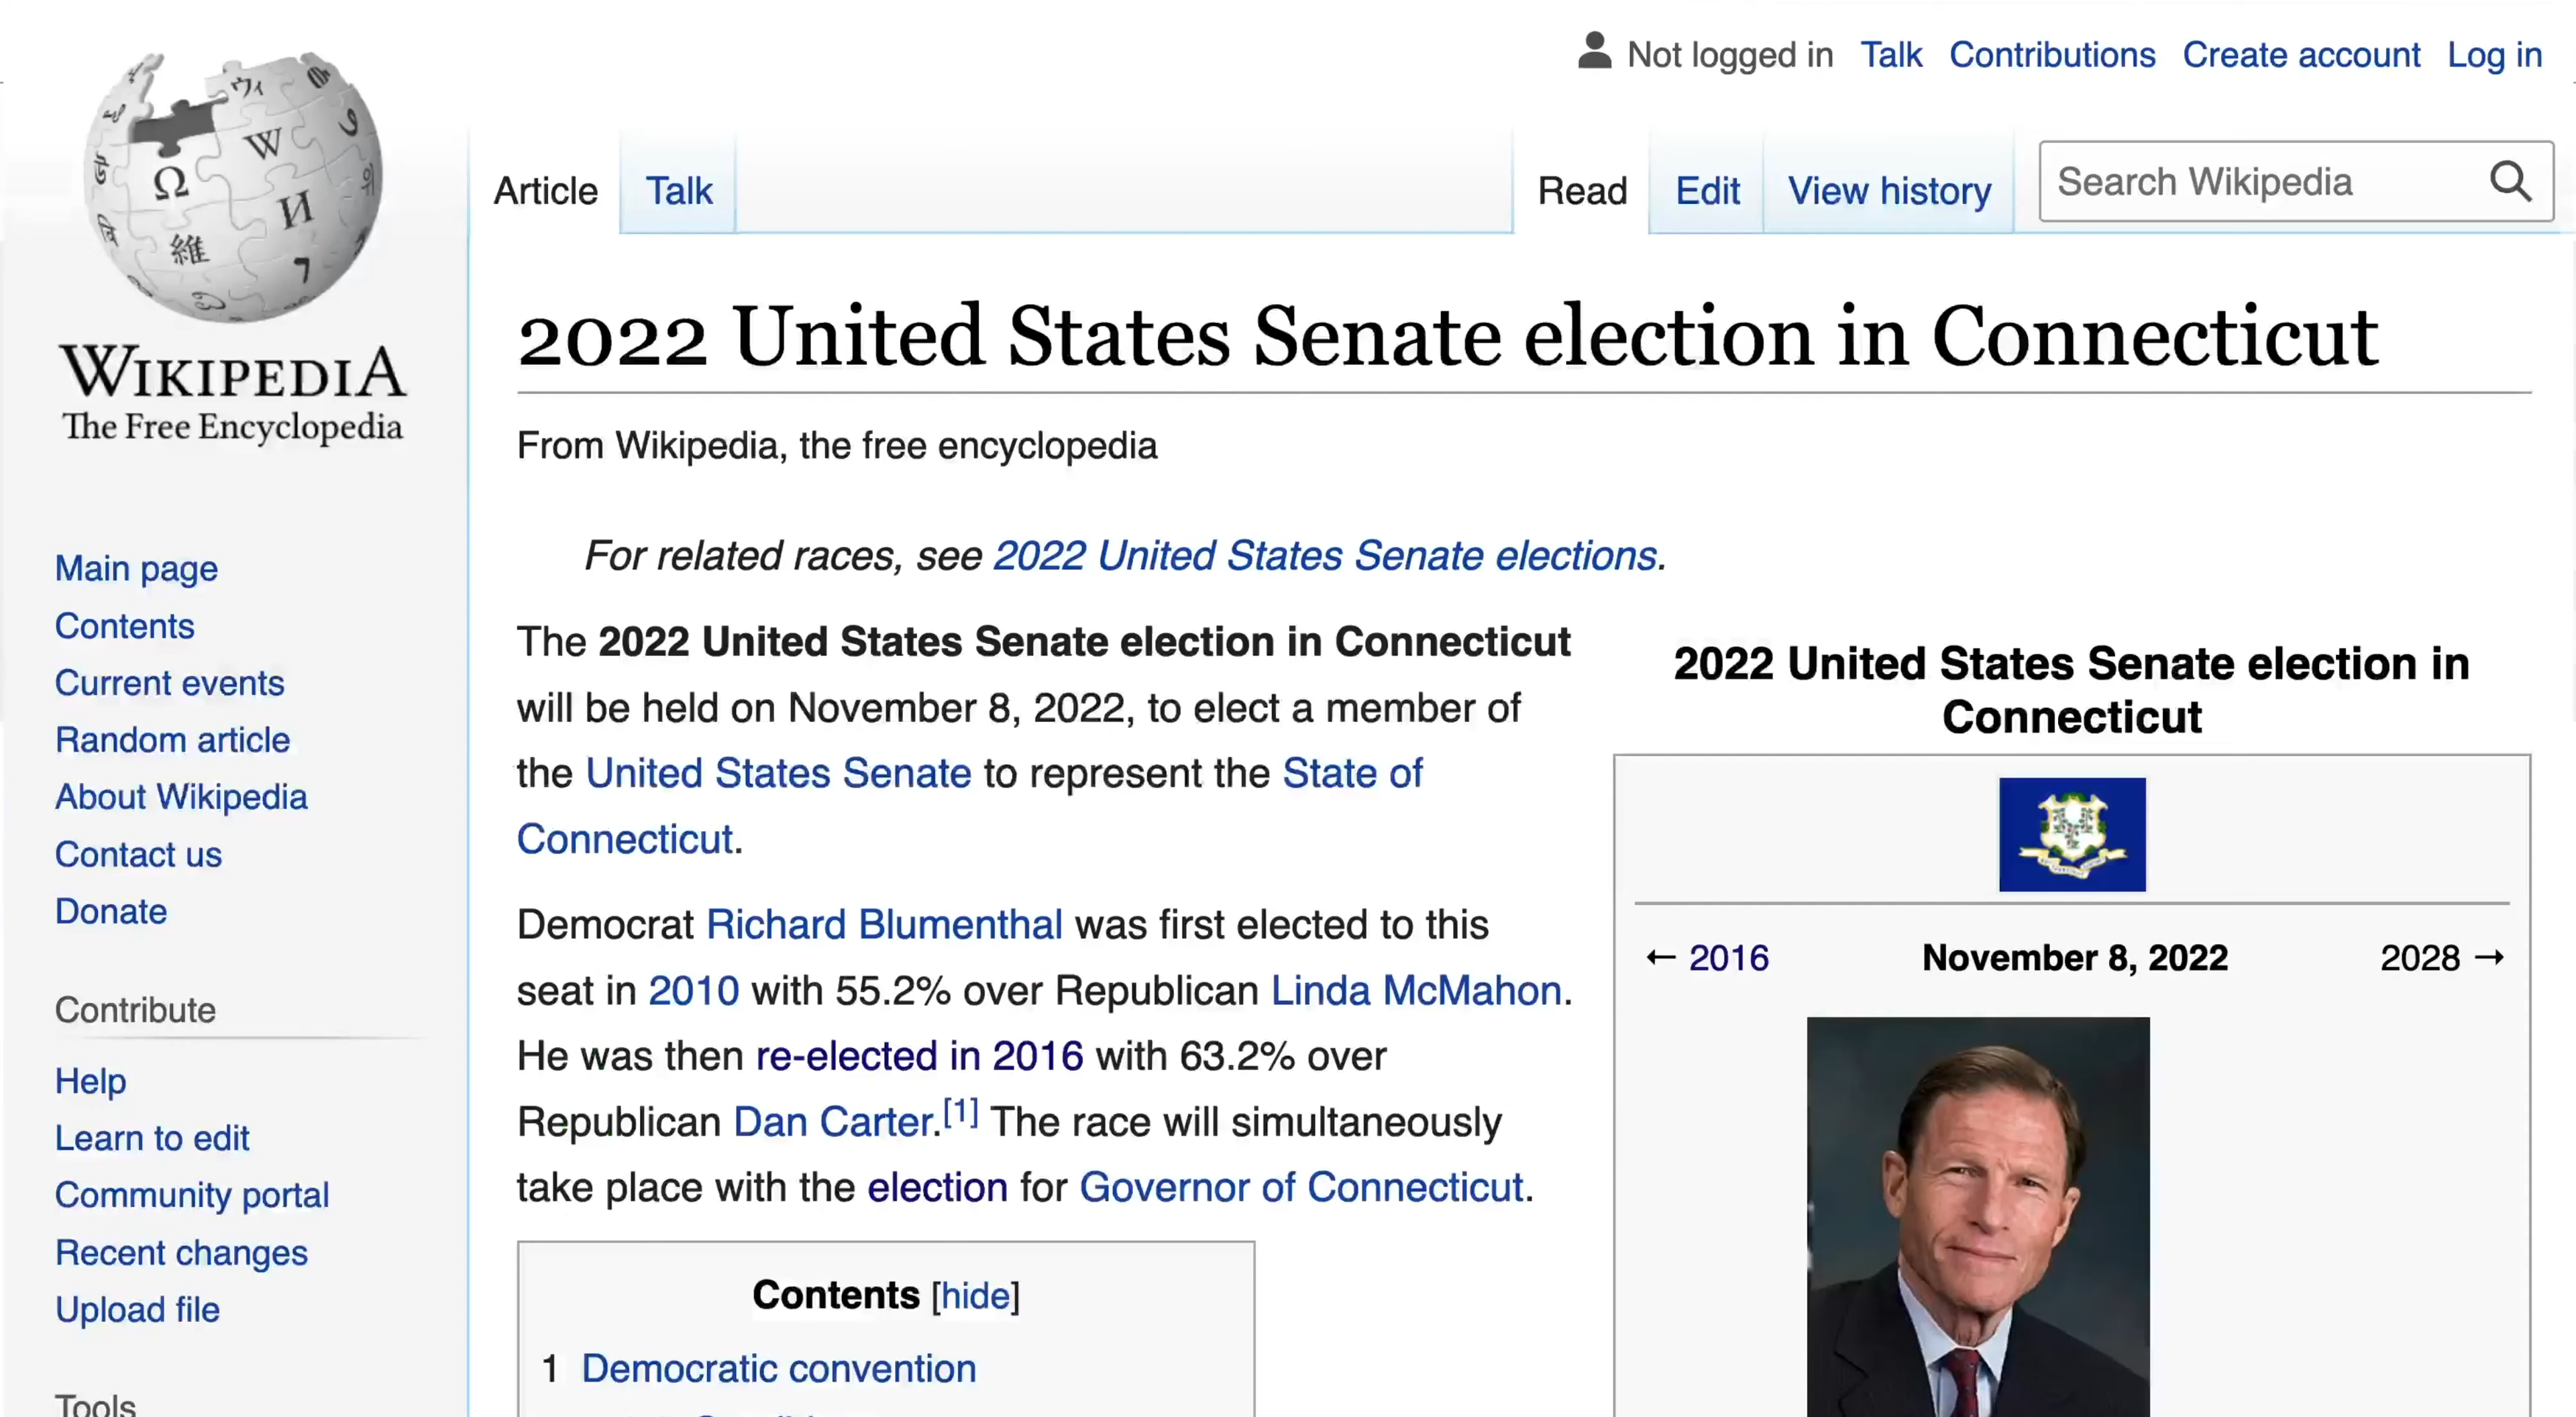 Not logged in Talk Contributions Create account Log in
Article Talk Read Edit View history Search Wikipedia
WIKIPEDIA
The Free Encyclopedia
Main page
Contents
Current events
Random article
About Wikipedia
Contact us
Donate
Contribute
Help
Learn to edit
Community portal
Recent changes
Upload file
Tools
2022 United States Senate election in Connecticut
From Wikipedia, the free encyclopedia
For related races, see 2022 United States Senate elections.
The 2022 United States Senate election in Connecticut
will be held on November 8, 2022, to elect a member of
the United States Senate to represent the State of
Connecticut.
Democrat Richard Blumenthal was first elected to this
seat in 2010 with 55.2% over Republican Linda McMahon.
He was then re-elected in 2016 with 63.2% over
Republican Dan Carter.[1] The race will simultaneously
take place with the election for Governor of Connecticut.
Contents [hide]
1 Democratic convention
2022 United States Senate election in
Connecticut
← 2016 November 8, 2022 2028 →